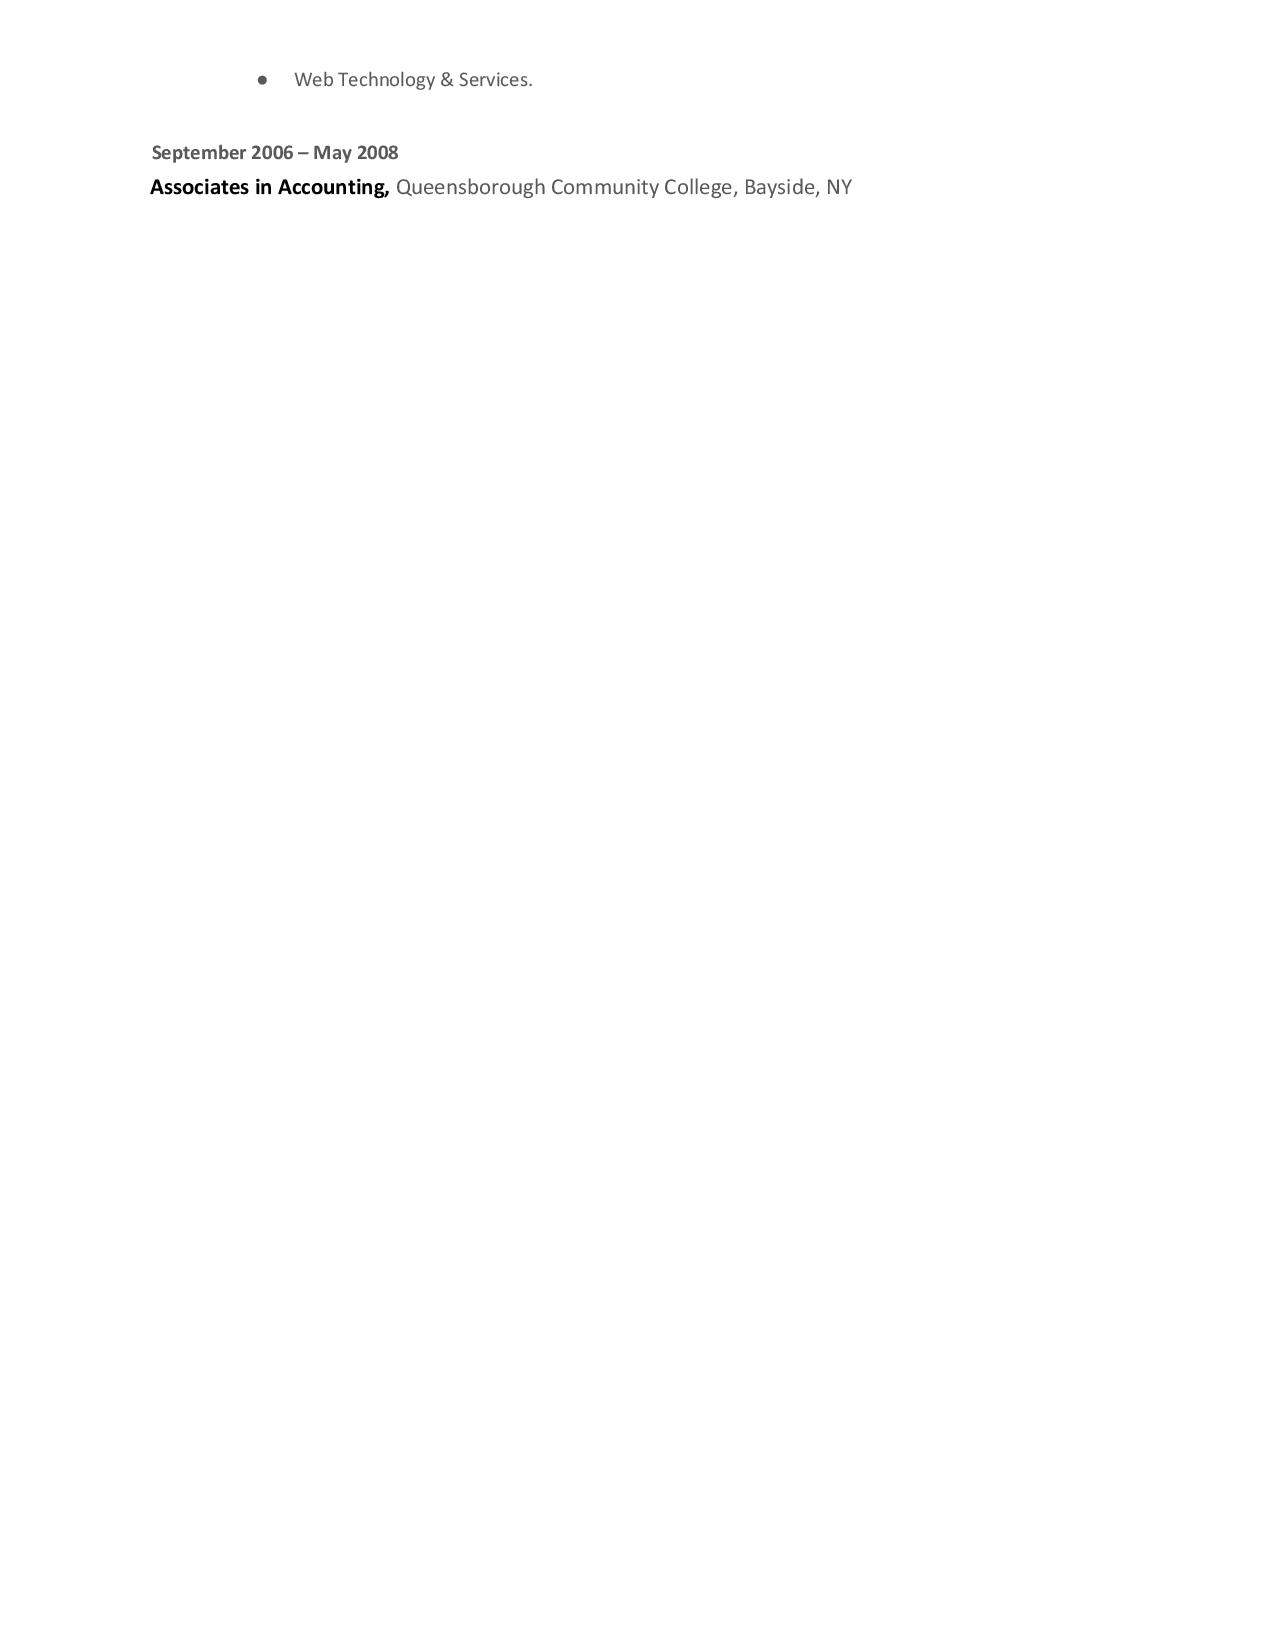 ● Web Technology & Services.
September 2006 – May 2008
Associates in Accounting, Queensborough Community College, Bayside, NY